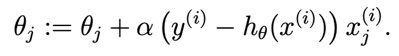 θ_j := θ_j + α (y^{(i)} − h_θ(x^{(i)})) x_j^{(i)}.